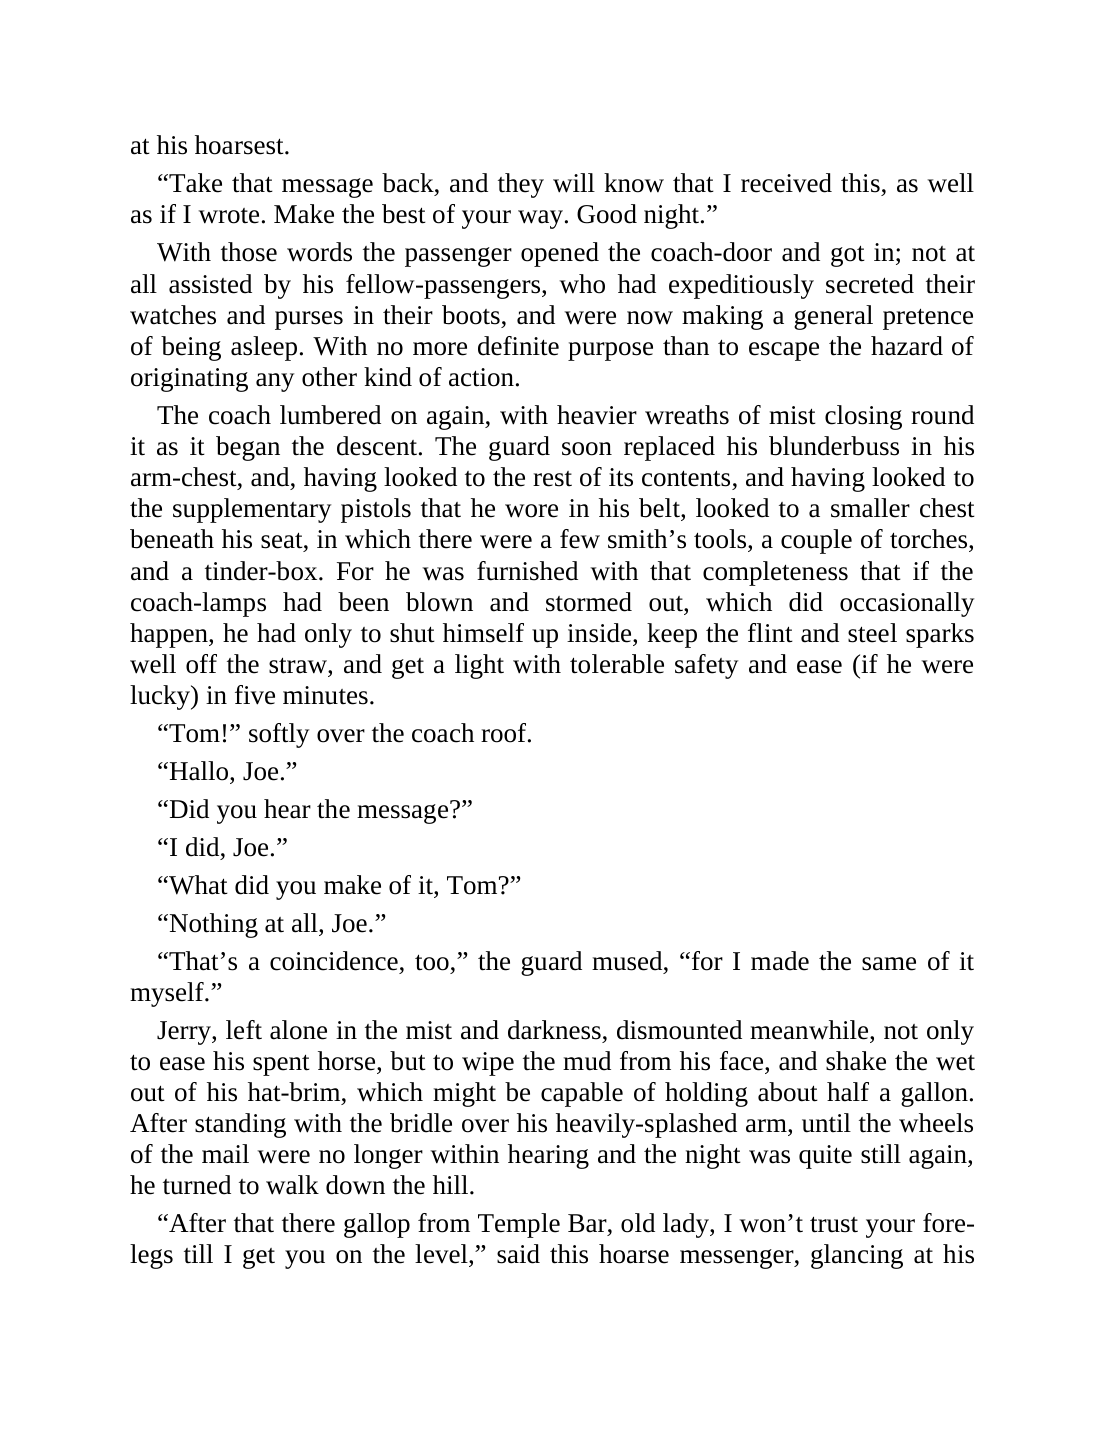 at his hoarsest.
“Take that message back, and they will know that I received this, as well
as if I wrote. Make the best of your way. Good night.”
With those words the passenger opened the coach-door and got in; not at
all assisted by his fellow-passengers, who had expeditiously secreted their
watches and purses in their boots, and were now making a general pretence
of being asleep. With no more definite purpose than to escape the hazard of
originating any other kind of action.
The coach lumbered on again, with heavier wreaths of mist closing round
it as it began the descent. The guard soon replaced his blunderbuss in his
arm-chest, and, having looked to the rest of its contents, and having looked to
the supplementary pistols that he wore in his belt, looked to a smaller chest
beneath his seat, in which there were a few smith’s tools, a couple of torches,
and a tinder-box. For he was furnished with that completeness that if the
coach-lamps had been blown and stormed out, which did occasionally
happen, he had only to shut himself up inside, keep the flint and steel sparks
well off the straw, and get a light with tolerable safety and ease (if he were
lucky) in five minutes.
“Tom!” softly over the coach roof.
“Hallo, Joe.”
“Did you hear the message?”
“I did, Joe.”
“What did you make of it, Tom?”
“Nothing at all, Joe.”
“That’s a coincidence, too,” the guard mused, “for I made the same of it
myself.”
Jerry, left alone in the mist and darkness, dismounted meanwhile, not only
to ease his spent horse, but to wipe the mud from his face, and shake the wet
out of his hat-brim, which might be capable of holding about half a gallon.
After standing with the bridle over his heavily-splashed arm, until the wheels
of the mail were no longer within hearing and the night was quite still again,
he turned to walk down the hill.
“After that there gallop from Temple Bar, old lady, I won’t trust your fore-
legs till I get you on the level,” said this hoarse messenger, glancing at his